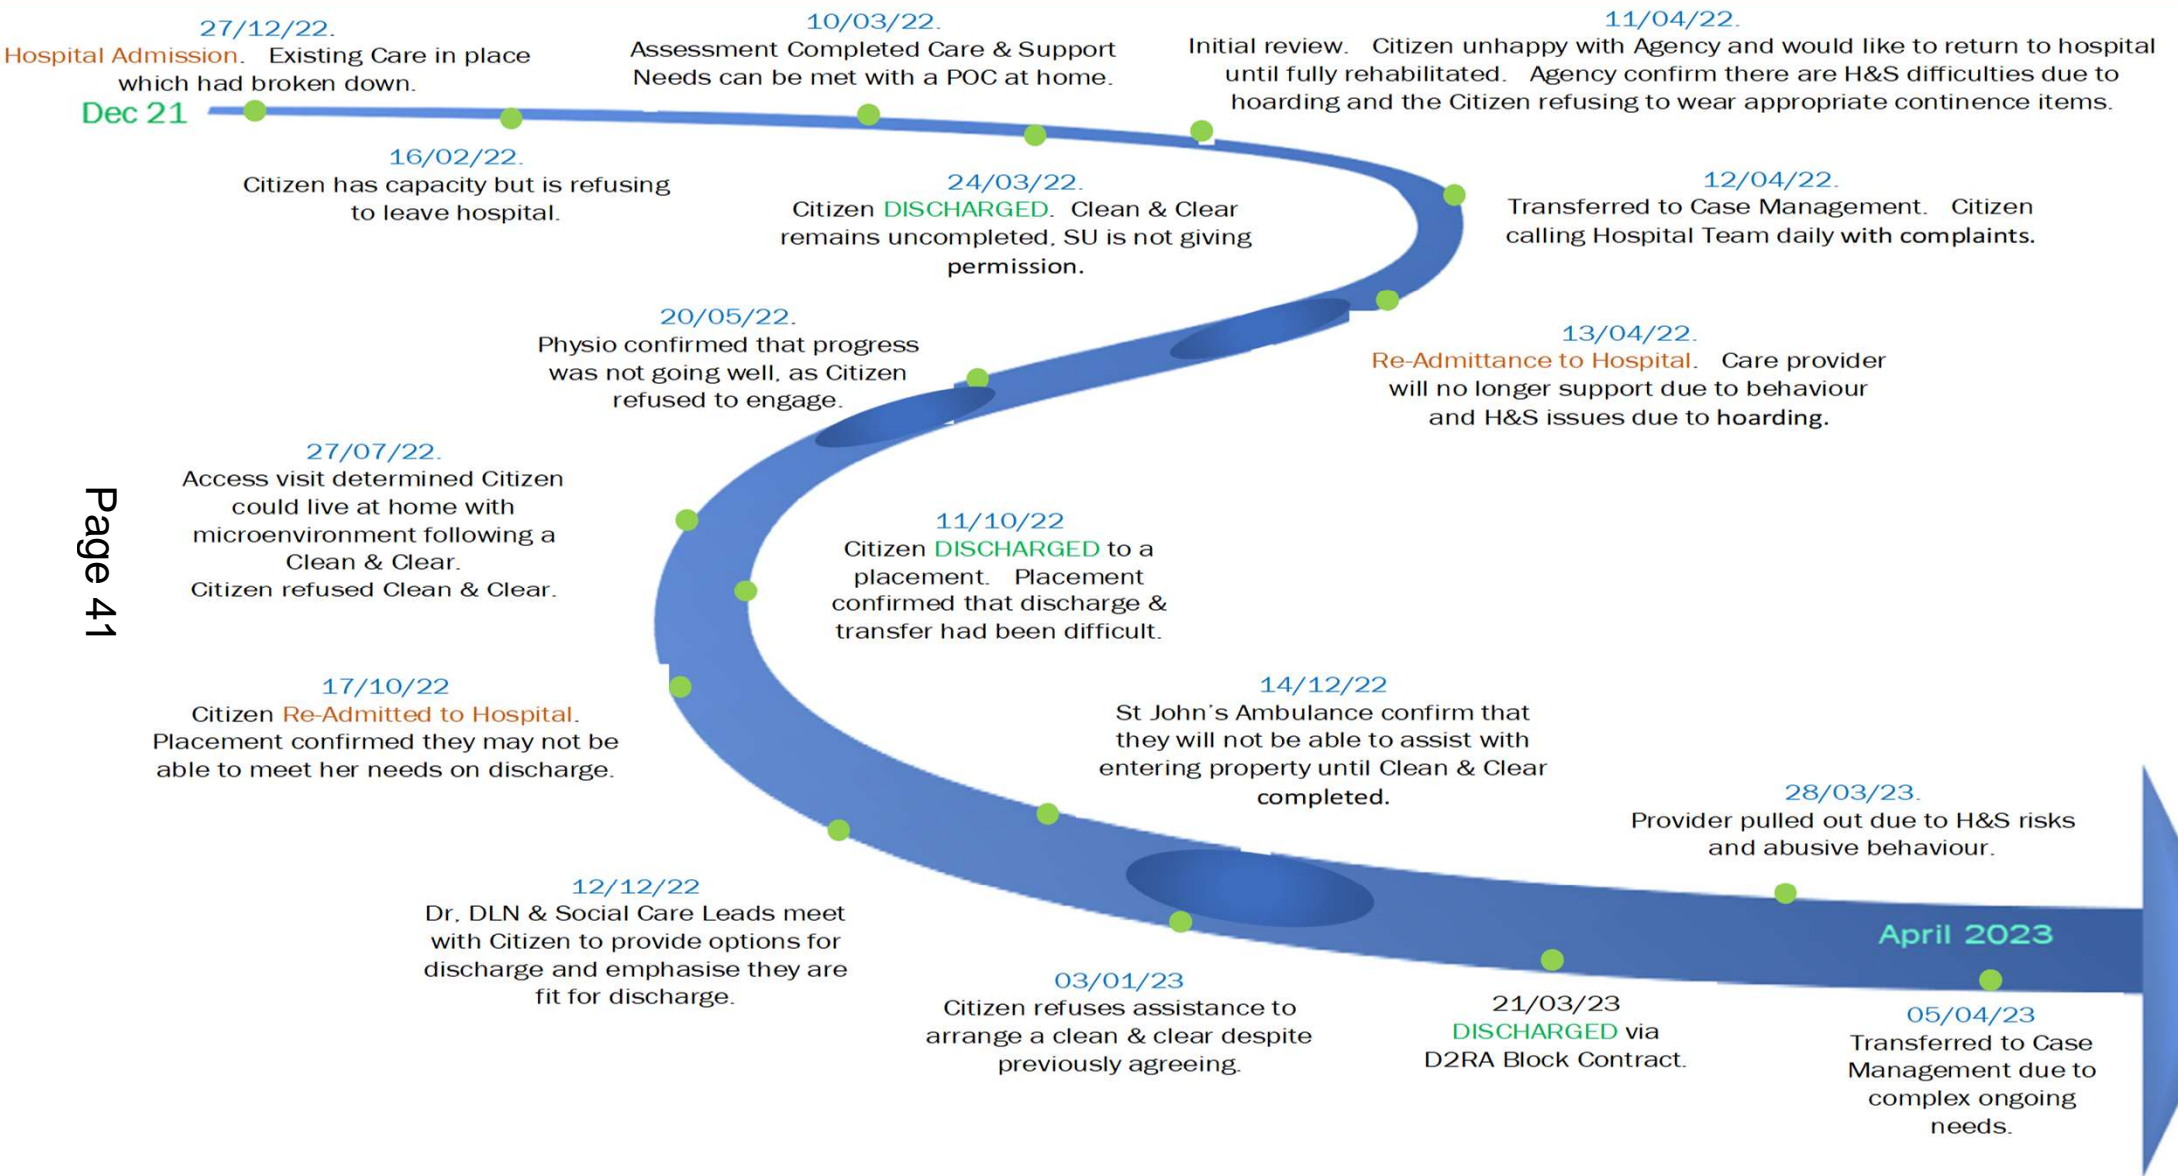 27/12/22.
Hospital Admission. Existing Care in place
which had broken down.
Dec 21
16/02/22.
Citizen has capacity but is refusing
to leave hospital.
10/03/22.
Assessment Completed Care & Support
Needs can be met with a POC at home.
24/03/22.
Citizen DISCHARGED. Clean & Clear
remains uncompleted, SU is not giving
permission.
11/04/22.
Initial review. Citizen unhappy with Agency and would like to return to hospital
until fully rehabilitated. Agency confirm there are H&S difficulties due to
hoarding and the Citizen refusing to wear appropriate continence items.
12/04/22.
Transferred to Case Management. Citizen
calling Hospital Team daily with complaints.
13/04/22.
Re-Admittance to Hospital. Care provider
will no longer support due to behaviour
and H&S issues due to hoarding.
20/05/22.
Physio confirmed that progress
was not going well, as Citizen
refused to engage.
27/07/22.
Access visit determined Citizen
could live at home with
microenvironment following a
Clean & Clear.
Citizen refused Clean & Clear.
Page 41
11/10/22
Citizen DISCHARGED to a
placement. Placement
confirmed that discharge &
transfer had been difficult.
17/10/22
Citizen Re-Admitted to Hospital.
Placement confirmed they may not be
able to meet her needs on discharge.
12/12/22
Dr, DLN & Social Care Leads meet
with Citizen to provide options for
discharge and emphasise they are
fit for discharge.
14/12/22
St John's Ambulance confirm that
they will not be able to assist with
entering property until Clean & Clear
completed.
03/01/23
Citizen refuses assistance to
arrange a clean & clear despite
previously agreeing.
21/03/23
DISCHARGED via
D2RA Block Contract.
28/03/23.
Provider pulled out due to H&S risks
and abusive behaviour.
April 2023
05/04/23
Transferred to Case
Management due to
complex ongoing
needs.